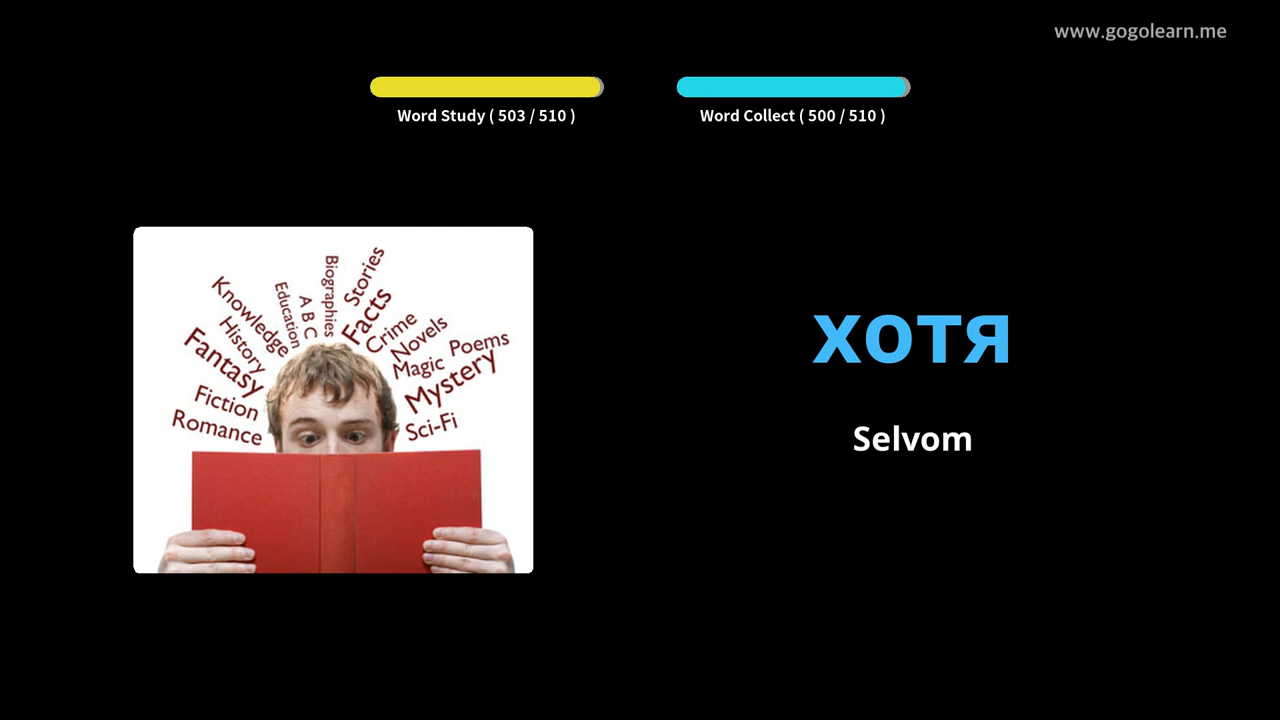 www.gogolearn.me
Word Study ( 503 / 510 )
Word Collect ( 500 / 510 )
Knowledge
Education
A B C
Biographies
Stories
Facts
History
Crime
Novels
Fantasy
Magic
Poems
Mystery
Fiction
Romance
Sci-Fi
хотя
Selvom